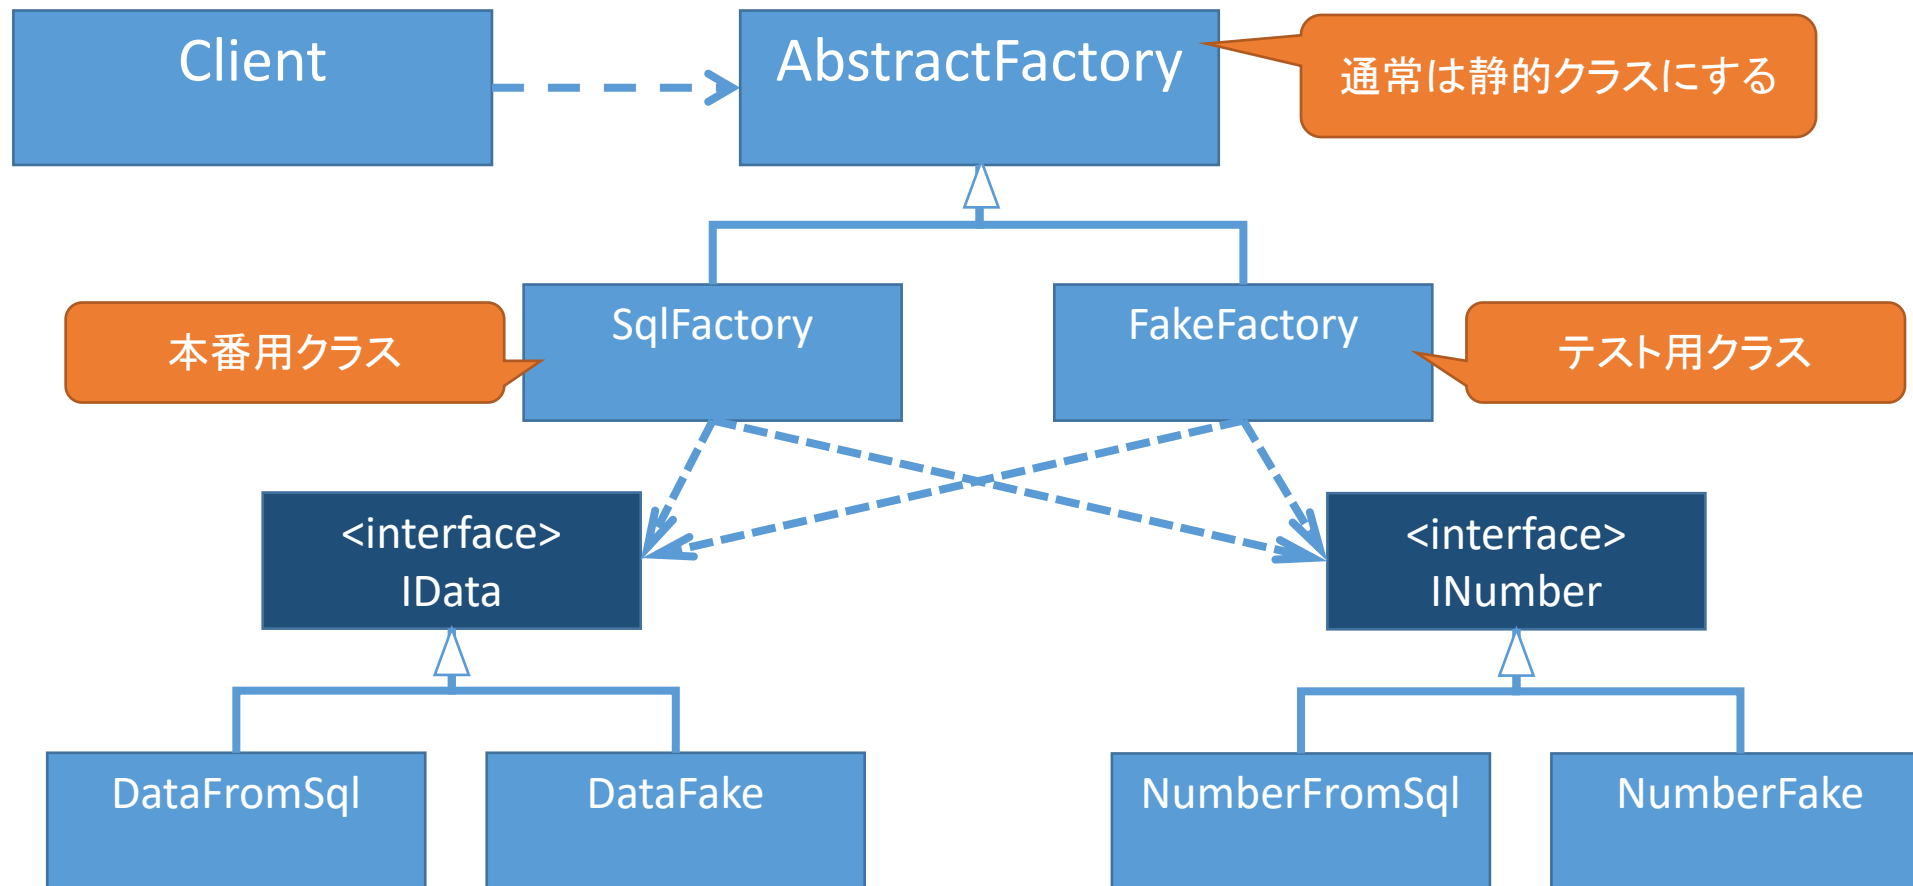 Client
AbstractFactory
通常は静的クラスにする
本番用クラス
SqlFactory
FakeFactory
テスト用クラス
<interface>
IData
<interface>
INumber
DataFromSql
DataFake
NumberFromSql
NumberFake